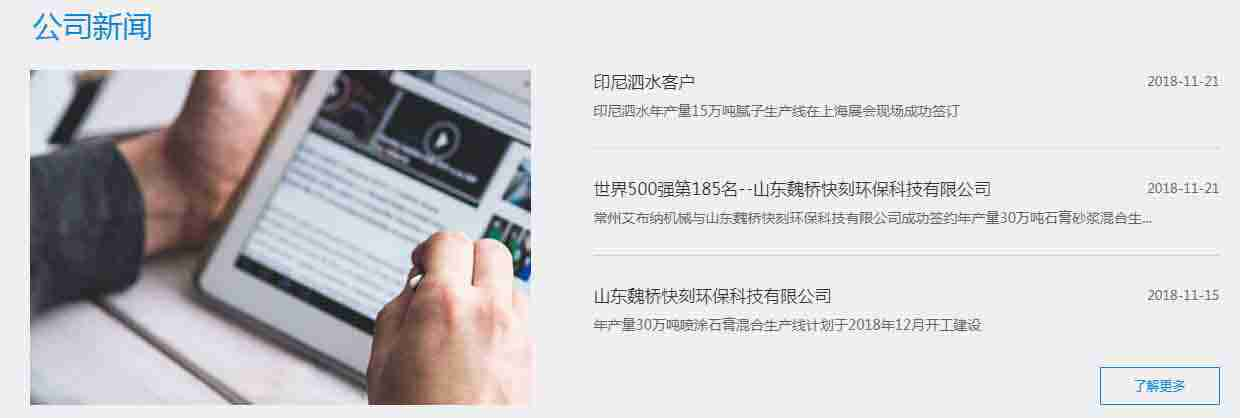 公司新闻
印尼泗水客户
2018-11-21
印尼泗水年产量15万吨腻子生产线在上海展会现场成功签订
世界500强第185名--山东魏桥快刻环保科技有限公司
2018-11-21
常州艾布纳机械与山东魏桥快刻环保科技有限公司成功签约年产量30万吨石膏砂浆混合生...
山东魏桥快刻环保科技有限公司
2018-11-15
年产量30万吨喷涂石膏混合生产线计划于2018年12月开工建设
了解更多